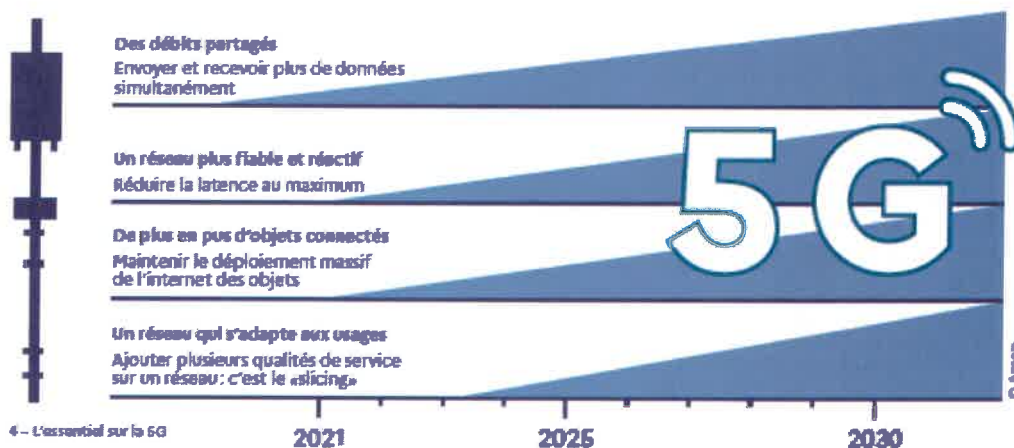 Des débits partagés
Envoyer et recevoir plus de données
simultanément
Un réseau plus fiable et réactif
Réduire la latence au maximum
5G
De plus en pus d'objets connectés
Maintenir le déploiement massif
de l'internet des objets
Un réseau qui s'adapte aux usages
Ajouter plusieurs qualités de service
sur un réseau : c'est le «slicing»
4 – L'essentiel sur la 5G
2021
2025
2030